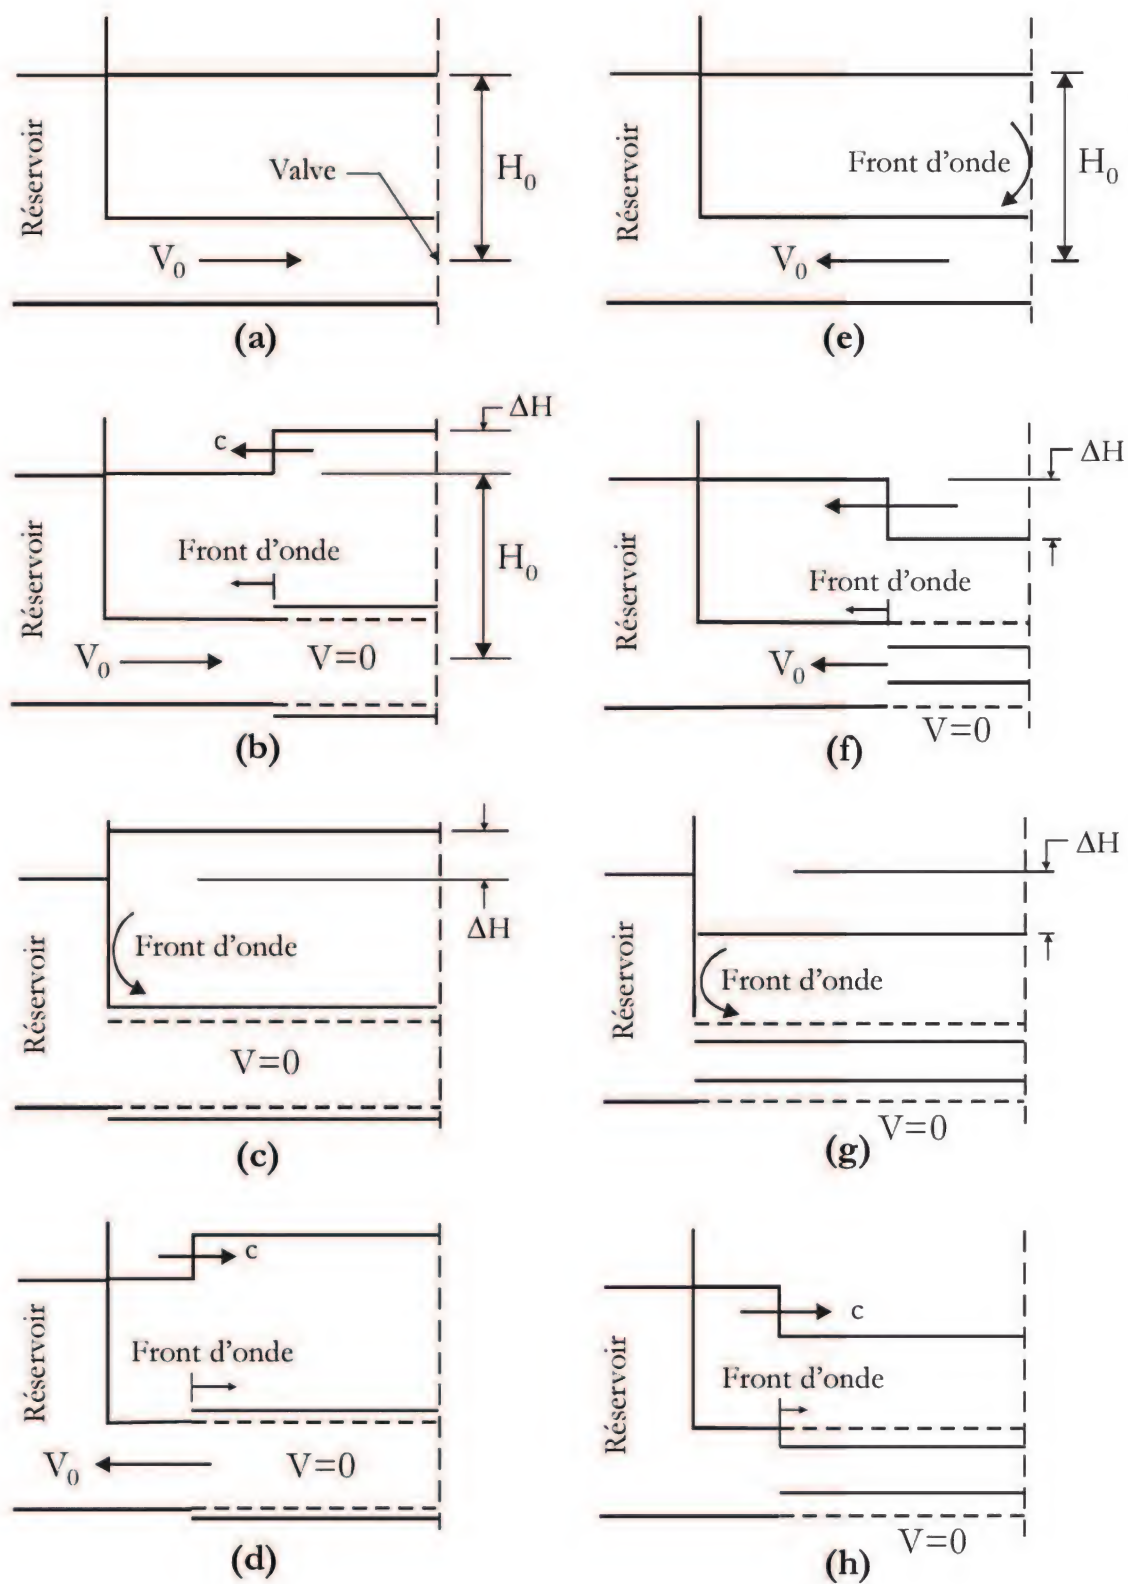 Réservoir
Valve
H₀
V₀
(a)
Réservoir
Front d'onde
H₀
V₀
(e)
Réservoir
c
ΔH
Front d'onde
H₀
V₀
V=0
(b)
Réservoir
ΔH
Front d'onde
V₀
V=0
(f)
Réservoir
Front d'onde
ΔH
V=0
(c)
Réservoir
ΔH
Front d'onde
V=0
(g)
Réservoir
c
Front d'onde
V₀
V=0
(d)
Réservoir
c
Front d'onde
V=0
(h)